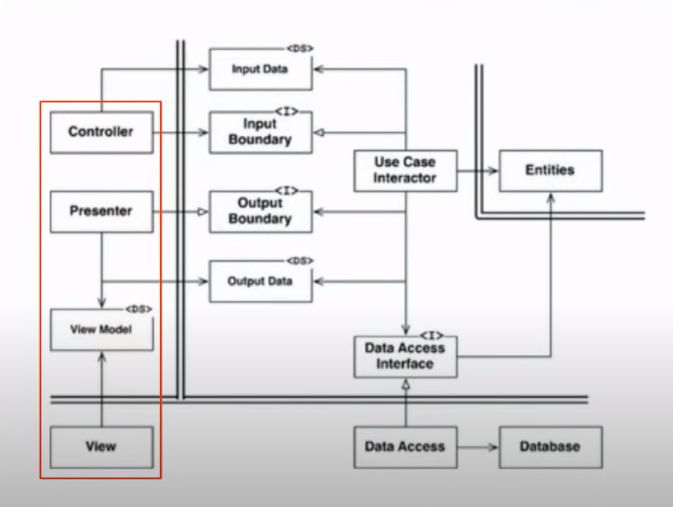 <DS>
Input Data
<I>
Controller
Input
Boundary
Use Case
Interactor
Entities
<I>
Presenter
Output
Boundary
<DS>
Output Data
<DS>
View Model
<I>
Data Access
Interface
View
Data Access
Database